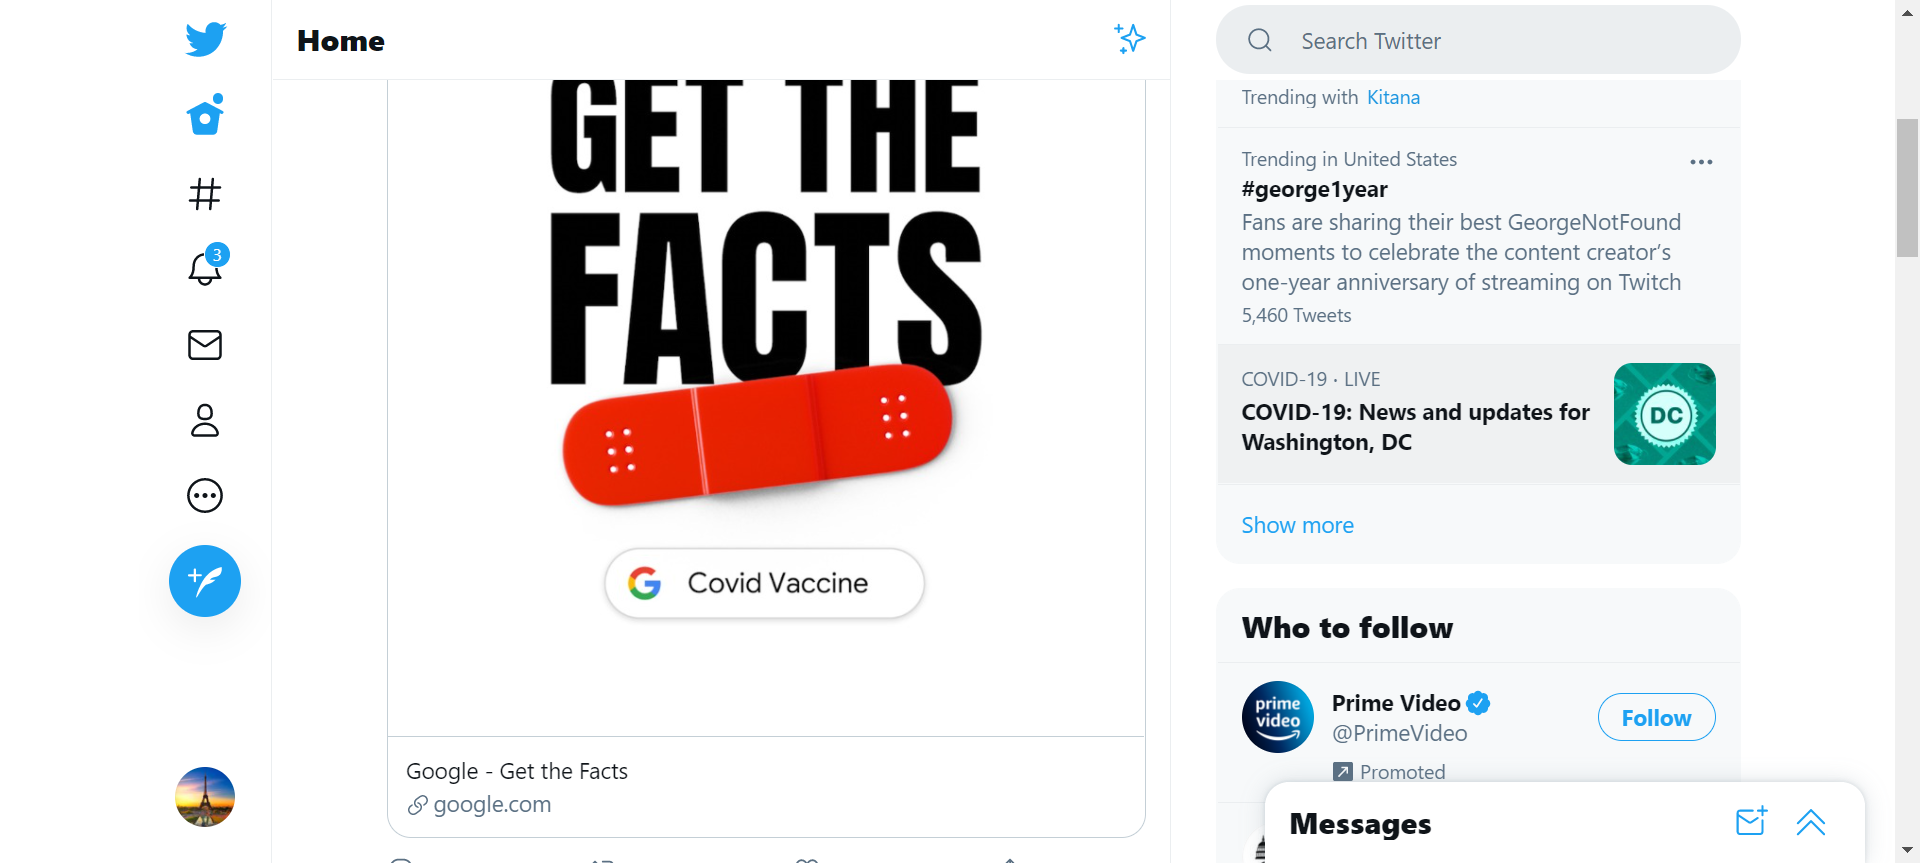 Home
3
GET THE
FACTS
Covid Vaccine
Google - Get the Facts
google.com
Search Twitter
Trending with Kitana
Trending in United States
#george1year
Fans are sharing their best GeorgeNotFound
moments to celebrate the content creator’s
one-year anniversary of streaming on Twitch
5,460 Tweets
COVID-19 · LIVE
COVID-19: News and updates for
Washington, DC
DC
Show more
Who to follow
prime
video
Prime Video
@PrimeVideo
Follow
Promoted
Messages